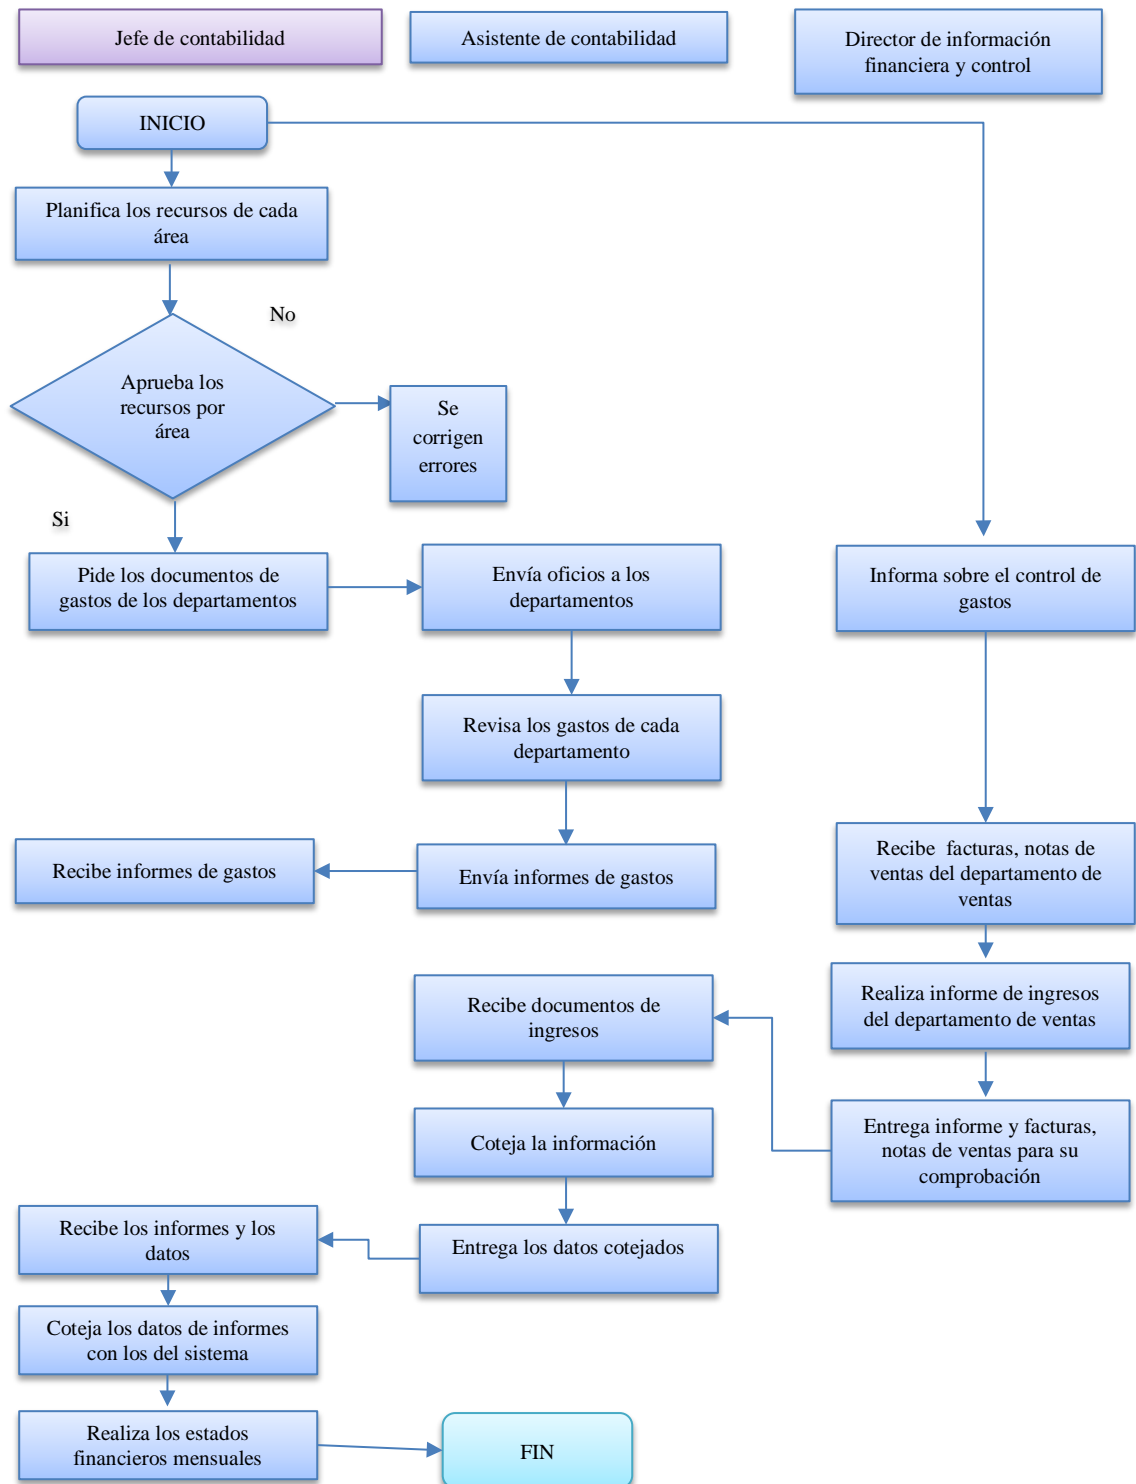 Jefe de contabilidad
Asistente de contabilidad
Director de información
financiera y control
INICIO
Planifica los recursos de cada
área
No
Aprueba los
recursos por
área
Se
corrigen
errores
Si
Pide los documentos de
gastos de los departamentos
Envía oficios a los
departamentos
Informa sobre el control de
gastos
Revisa los gastos de cada
departamento
Recibe informes de gastos
Envía informes de gastos
Recibe facturas, notas de
ventas del departamento de
ventas
Recibe documentos de
ingresos
Realiza informe de ingresos
del departamento de ventas
Coteja la información
Entrega informe y facturas,
notas de ventas para su
comprobación
Recibe los informes y los
datos
Entrega los datos cotejados
Coteja los datos de informes
con los del sistema
Realiza los estados
financieros mensuales
FIN